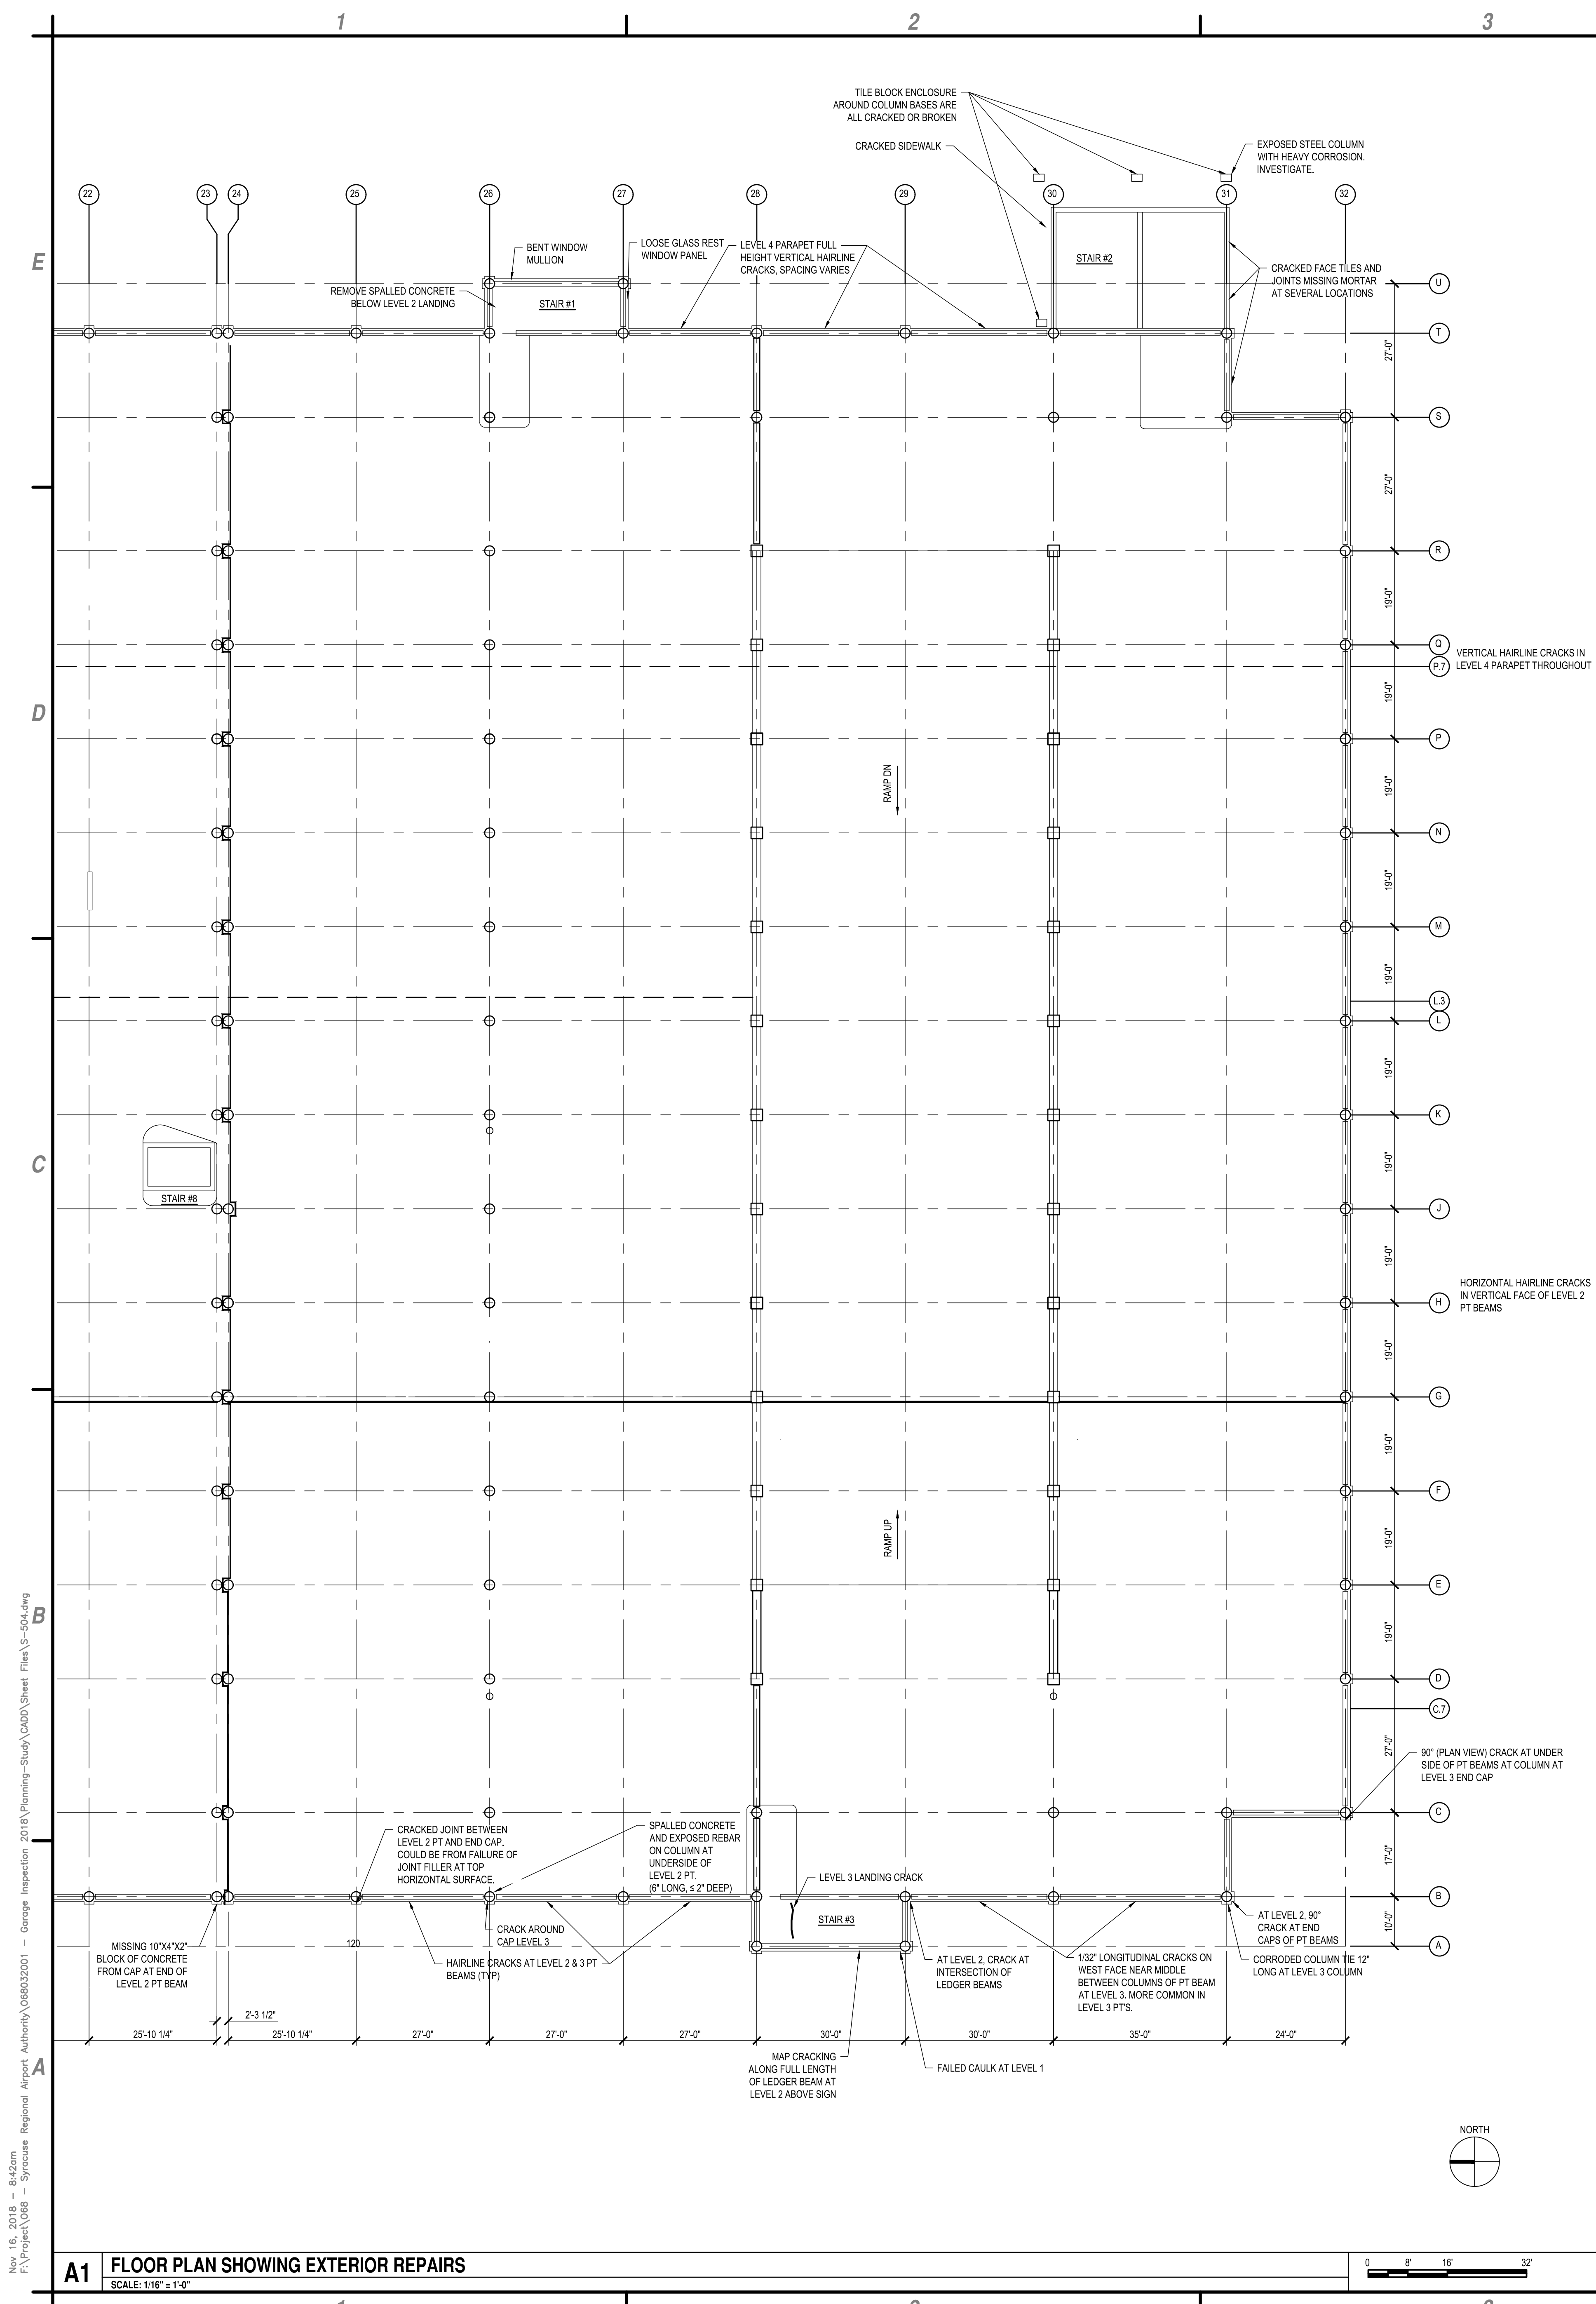 1
2
3
TILE BLOCK ENCLOSURE
AROUND COLUMN BASES ARE
ALL CRACKED OR BROKEN
CRACKED SIDEWALK
EXPOSED STEEL COLUMN
WITH HEAVY CORROSION.
INVESTIGATE.
22
23
24
25
26
27
28
29
30
31
32
E
BENT WINDOW
MULLION
LOOSE GLASS REST
WINDOW PANEL
LEVEL 4 PARAPET FULL
HEIGHT VERTICAL HAIRLINE
CRACKS, SPACING VARIES
STAIR #2
CRACKED FACE TILES AND
JOINTS MISSING MORTAR
AT SEVERAL LOCATIONS
REMOVE SPALLED CONCRETE
BELOW LEVEL 2 LANDING
STAIR #1
U
T
27'-0"
S
27'-0"
R
19'-0"
Q
VERTICAL HAIRLINE CRACKS IN
LEVEL 4 PARAPET THROUGHOUT
P.7
19'-0"
D
P
RAMP DN
19'-0"
N
19'-0"
M
19'-0"
L.3
L
19'-0"
K
C
19'-0"
STAIR #8
J
19'-0"
HORIZONTAL HAIRLINE CRACKS
IN VERTICAL FACE OF LEVEL 2
PT BEAMS
H
19'-0"
G
19'-0"
F
RAMP UP
19'-0"
E
B
19'-0"
D
C.7
27'-0"
90° (PLAN VIEW) CRACK AT UNDER
SIDE OF PT BEAMS AT COLUMN AT
LEVEL 3 END CAP
C
CRACKED JOINT BETWEEN
LEVEL 2 PT AND END CAP.
COULD BE FROM FAILURE OF
JOINT FILLER AT TOP
HORIZONTAL SURFACE.
SPALLED CONCRETE
AND EXPOSED REBAR
ON COLUMN AT
UNDERSIDE OF
LEVEL 2 PT.
(6" LONG, ≤ 2" DEEP)
LEVEL 3 LANDING CRACK
17'-0"
B
STAIR #3
CRACK AROUND
CAP LEVEL 3
AT LEVEL 2, 90°
CRACK AT END
CAPS OF PT BEAMS
10'-0"
A
120
MISSING 10"X4"X2"
BLOCK OF CONCRETE
FROM CAP AT END OF
LEVEL 2 PT BEAM
HAIRLINE CRACKS AT LEVEL 2 & 3 PT
BEAMS (TYP)
AT LEVEL 2, CRACK AT
INTERSECTION OF
LEDGER BEAMS
1/32" LONGITUDINAL CRACKS ON
WEST FACE NEAR MIDDLE
BETWEEN COLUMNS OF PT BEAM
AT LEVEL 3. MORE COMMON IN
LEVEL 3 PT'S.
CORRODED COLUMN TIE 12"
LONG AT LEVEL 3 COLUMN
2'-3 1/2"
25'-10 1/4"
25'-10 1/4"
27'-0"
27'-0"
27'-0"
30'-0"
30'-0"
35'-0"
24'-0"
A
MAP CRACKING
ALONG FULL LENGTH
OF LEDGER BEAM AT
LEVEL 2 ABOVE SIGN
FAILED CAULK AT LEVEL 1
NORTH
Nov 16, 2018 - 8:42am
F:\Project\068 - Syracuse Regional Airport Authority\068032001 - Garage Inspection 2018\Planning-Study\CADD\Sheet Files\S-504.dwg
A1
FLOOR PLAN SHOWING EXTERIOR REPAIRS
SCALE: 1/16" = 1'-0"
0
8'
16'
32'